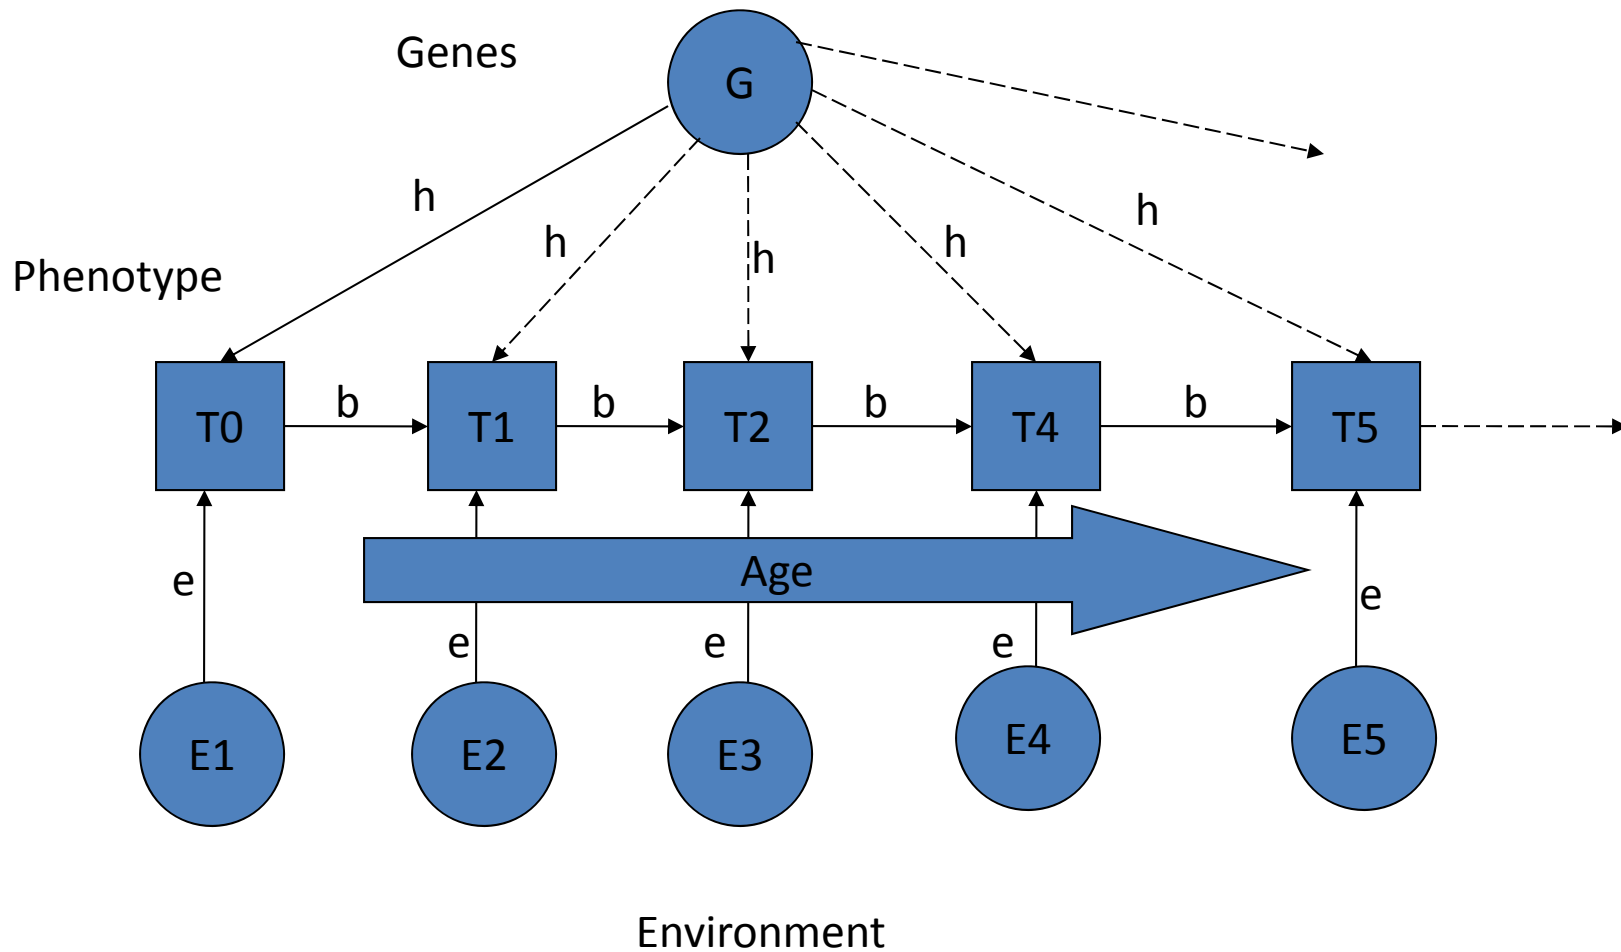 Genes
G
h
h
h
h
h
Phenotype
T0
b
T1
b
T2
b
T4
b
T5
Age
e
e
e
e
e
E1
E2
E3
E4
E5
Environment